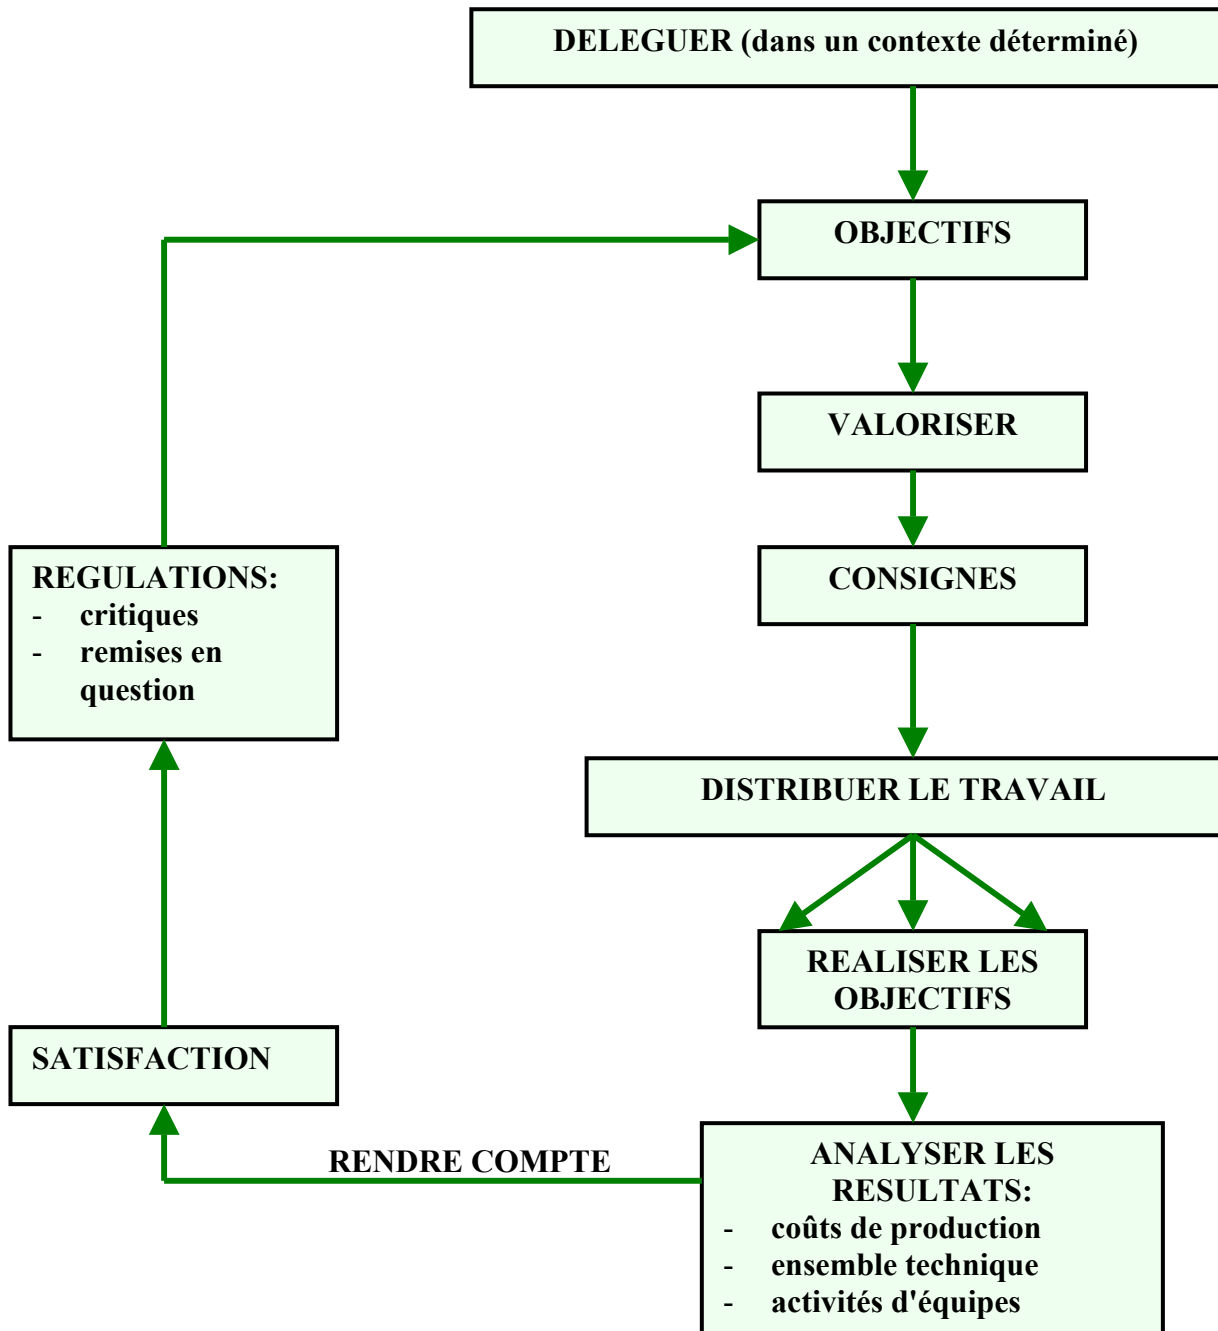 DELEGUER (dans un contexte déterminé)
OBJECTIFS
VALORISER
CONSIGNES
REGULATIONS:
- critiques
- remises en
question
DISTRIBUER LE TRAVAIL
REALISER LES
OBJECTIFS
SATISFACTION
RENDRE COMPTE
ANALYSER LES
RESULTATS:
- coûts de production
- ensemble technique
- activités d'équipes